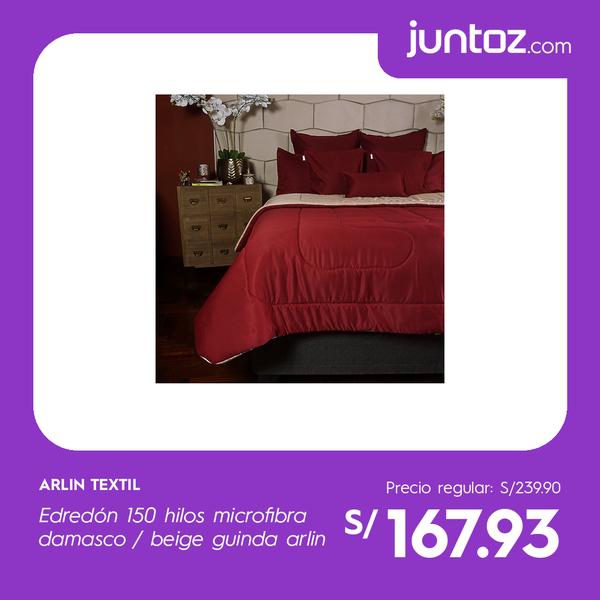 juntoz.com
ARLIN TEXTIL
Edredón 150 hilos microfibra
damasco / beige guinda arlin
Precio regular: S/239.90
S/167.93